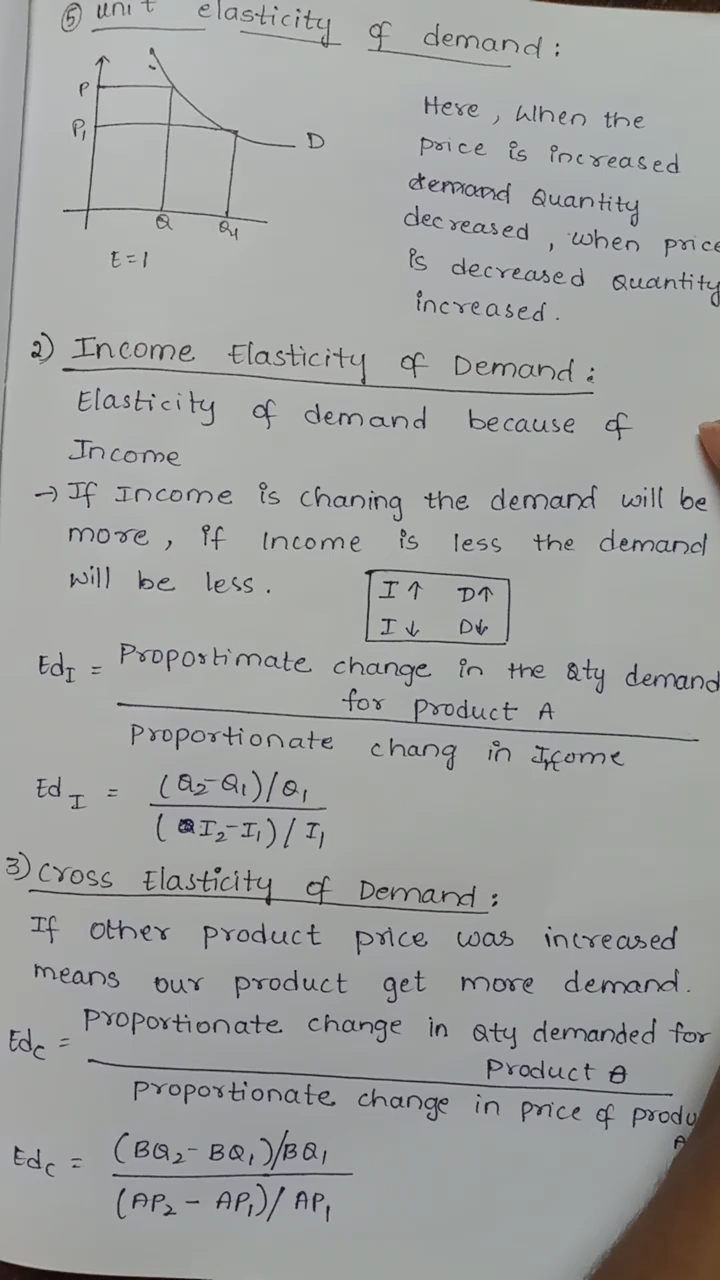 ⑤ unit elasticity of demand :
P
P₁
D
Q Q₁
E = 1
Here, When the
price is increased
demand Quantity
decreased, when price
is decreased Quantity
increased.
2) Income Elasticity of Demand :
Elasticity of demand because of
Income
→ If Income is chaning the demand will be
more, if Income is less the demand
will be less.
I ↑ D↑
I ↓ D↓
Ed_I = Proportimate change in the Qty demand
for product A
Proportionate chang in Income
Ed_I = (Q₂-Q₁)/Q₁
(I₂-I₁)/I₁
3) Cross Elasticity of Demand :
If other product price was increased
means our product get more demand.
Ed_c = Proportionate change in Qty demanded for
Product B
proportionate change in price of produ
A
Ed_c = (BQ₂ - BQ₁)/BQ₁
(AP₂ - AP₁)/AP₁